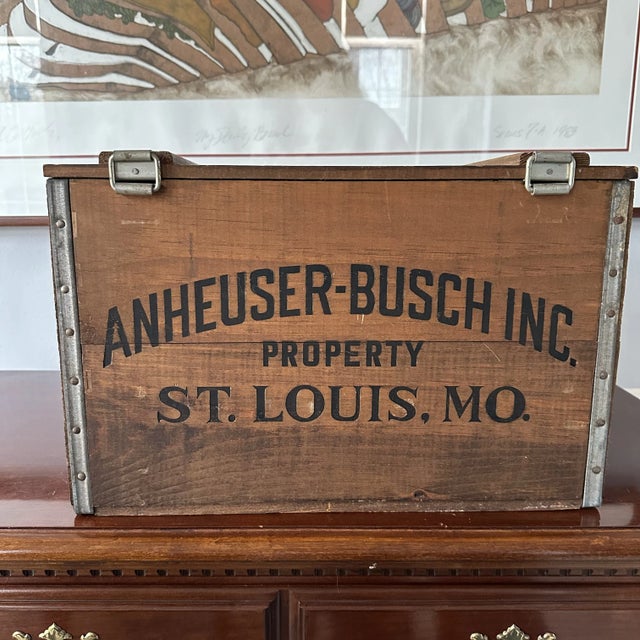 ANHEUSER-BUSCH INC.
PROPERTY
ST. LOUIS, MO.